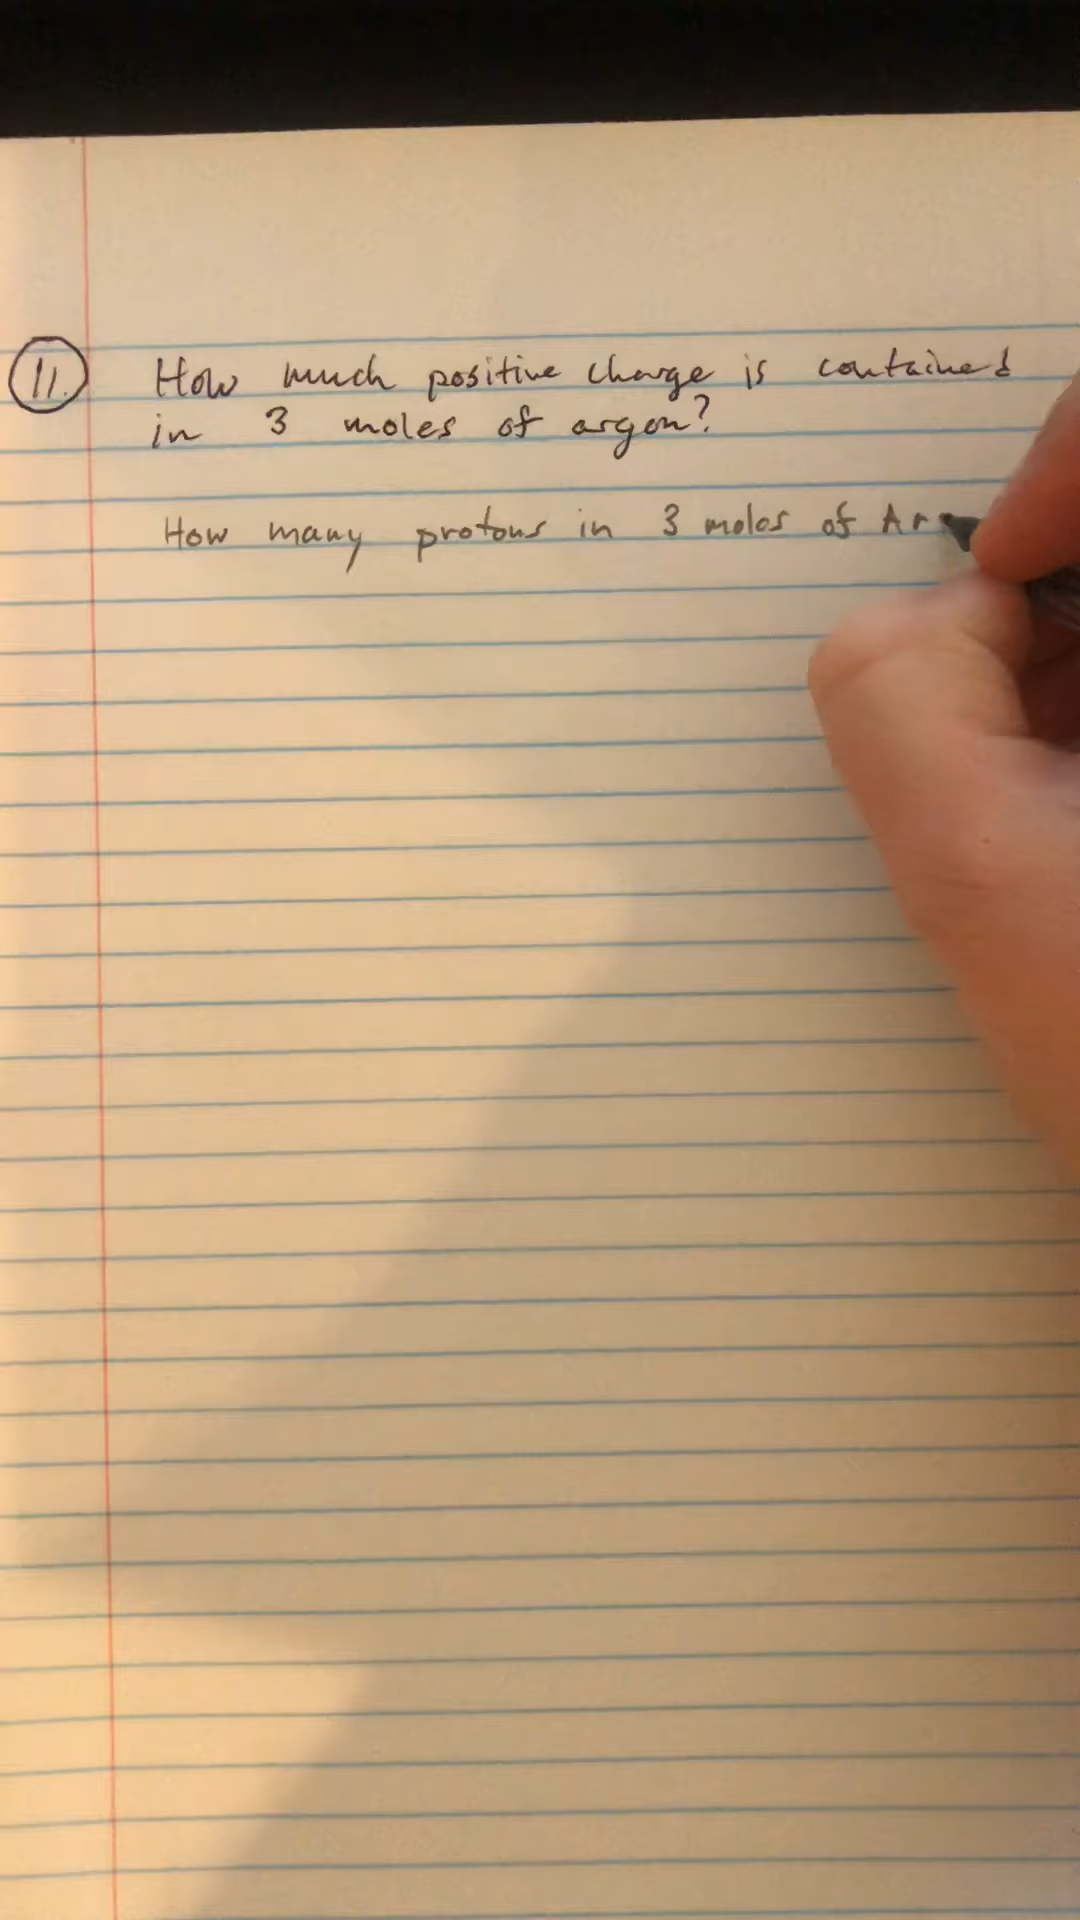 11. How much positive charge is contained
in 3 moles of argon?
How many protons in 3 moles of Ar